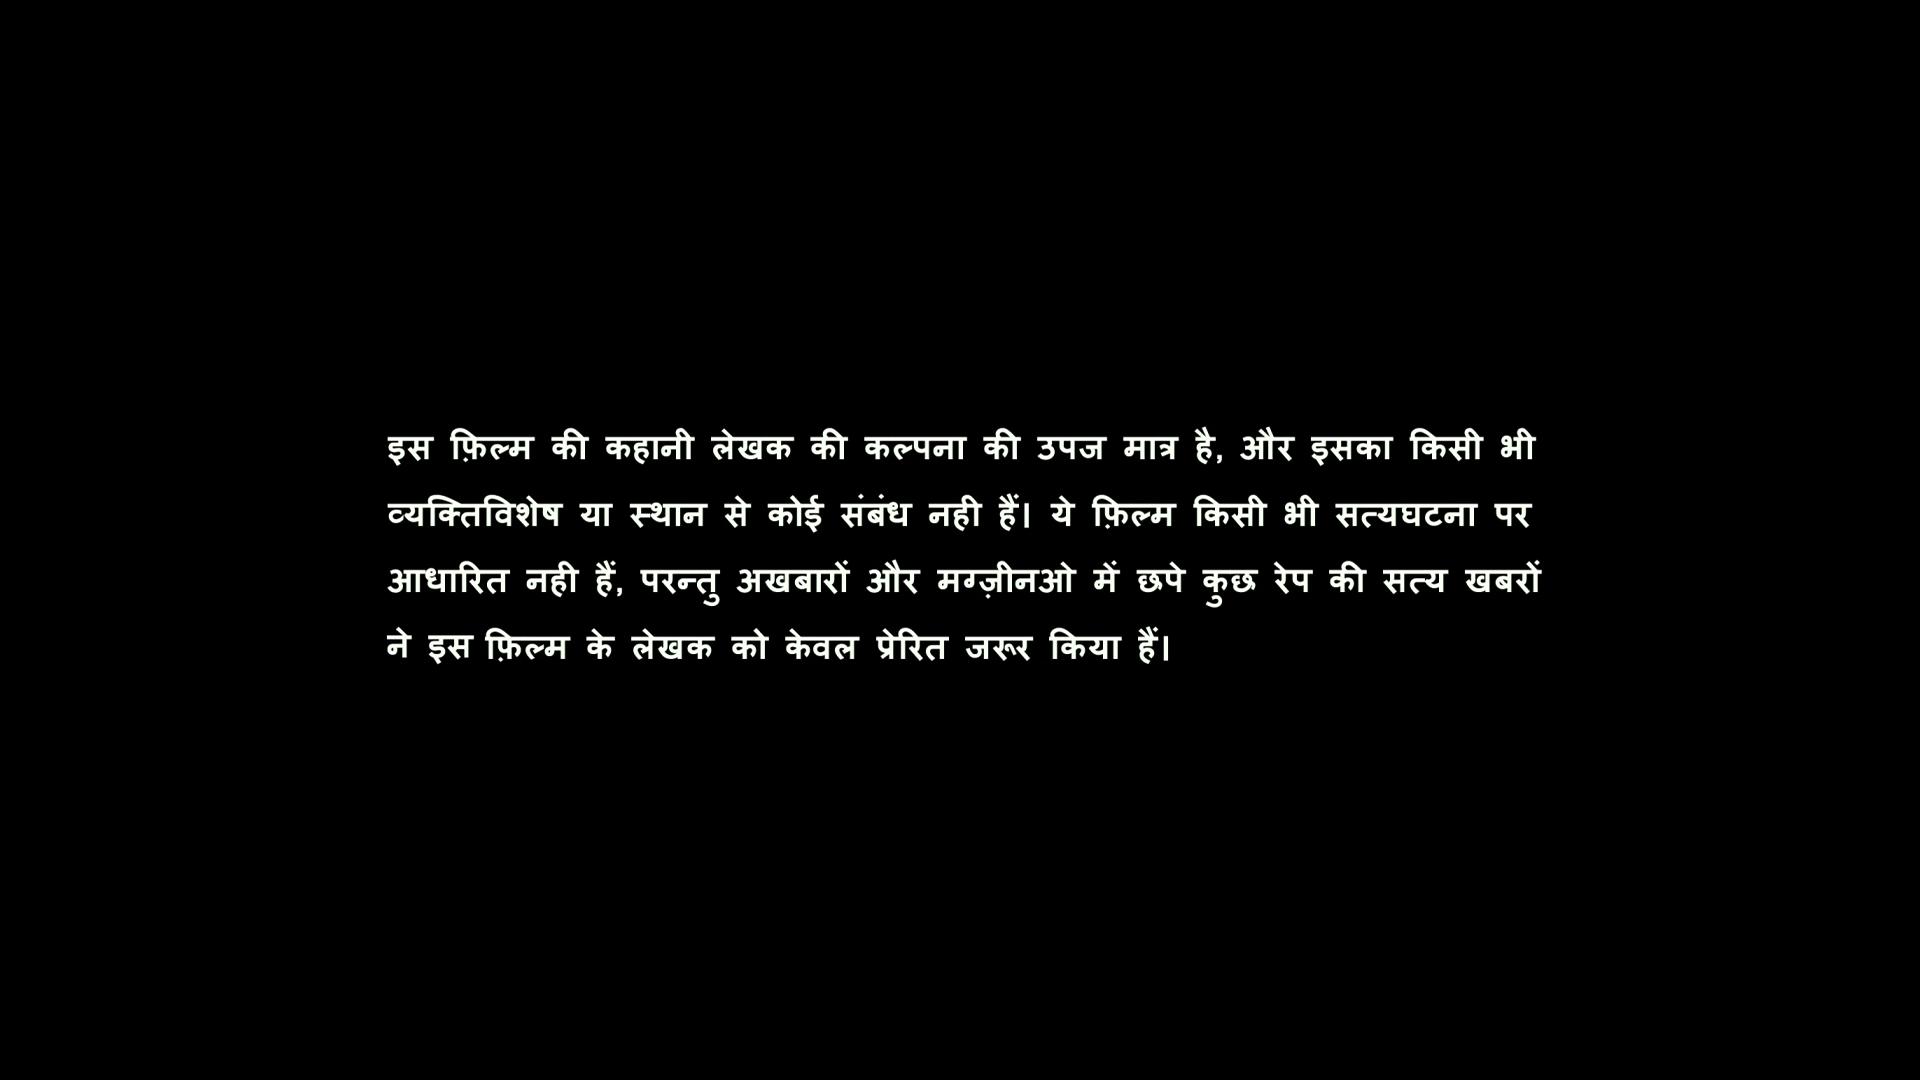 इस फ़िल्म की कहानी लेखक की कल्पना की उपज मात्र है, और इसका किसी भी
व्यक्तिविशेष या स्थान से कोई संबंध नही हैं। ये फ़िल्म किसी भी सत्यघटना पर
आधारित नही हैं, परन्तु अखबारों और मग्ज़ीनओ में छपे कुछ रेप की सत्य खबरों
ने इस फ़िल्म के लेखक को केवल प्रेरित जरूर किया हैं।